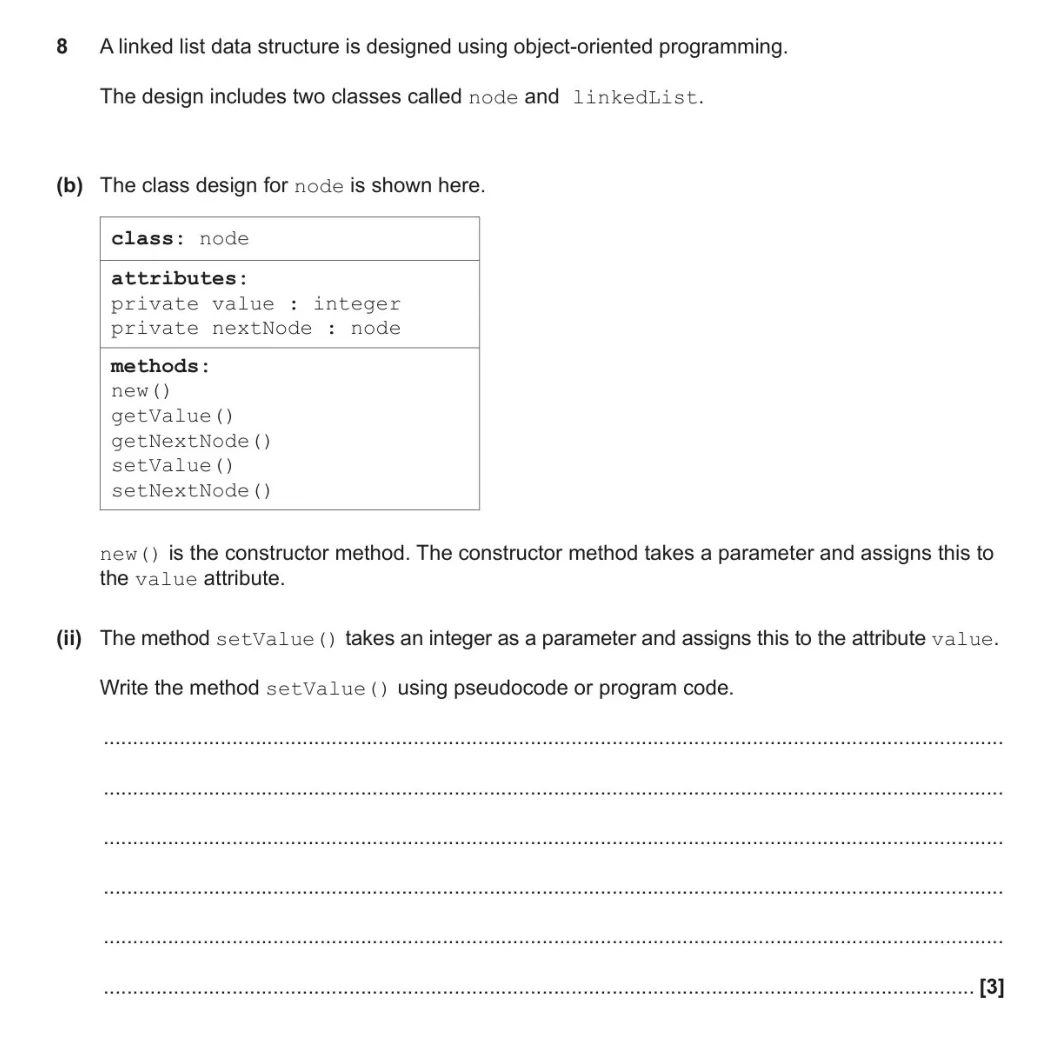 8 A linked list data structure is designed using object-oriented programming.
The design includes two classes called node and linkedList.
(b) The class design for node is shown here.
class: node
attributes:
private value : integer
private nextNode : node
methods:
new()
getValue()
getNextNode()
setValue()
setNextNode()
new() is the constructor method. The constructor method takes a parameter and assigns this to
the value attribute.
(ii) The method setValue() takes an integer as a parameter and assigns this to the attribute value.
Write the method setValue() using pseudocode or program code.
[3]